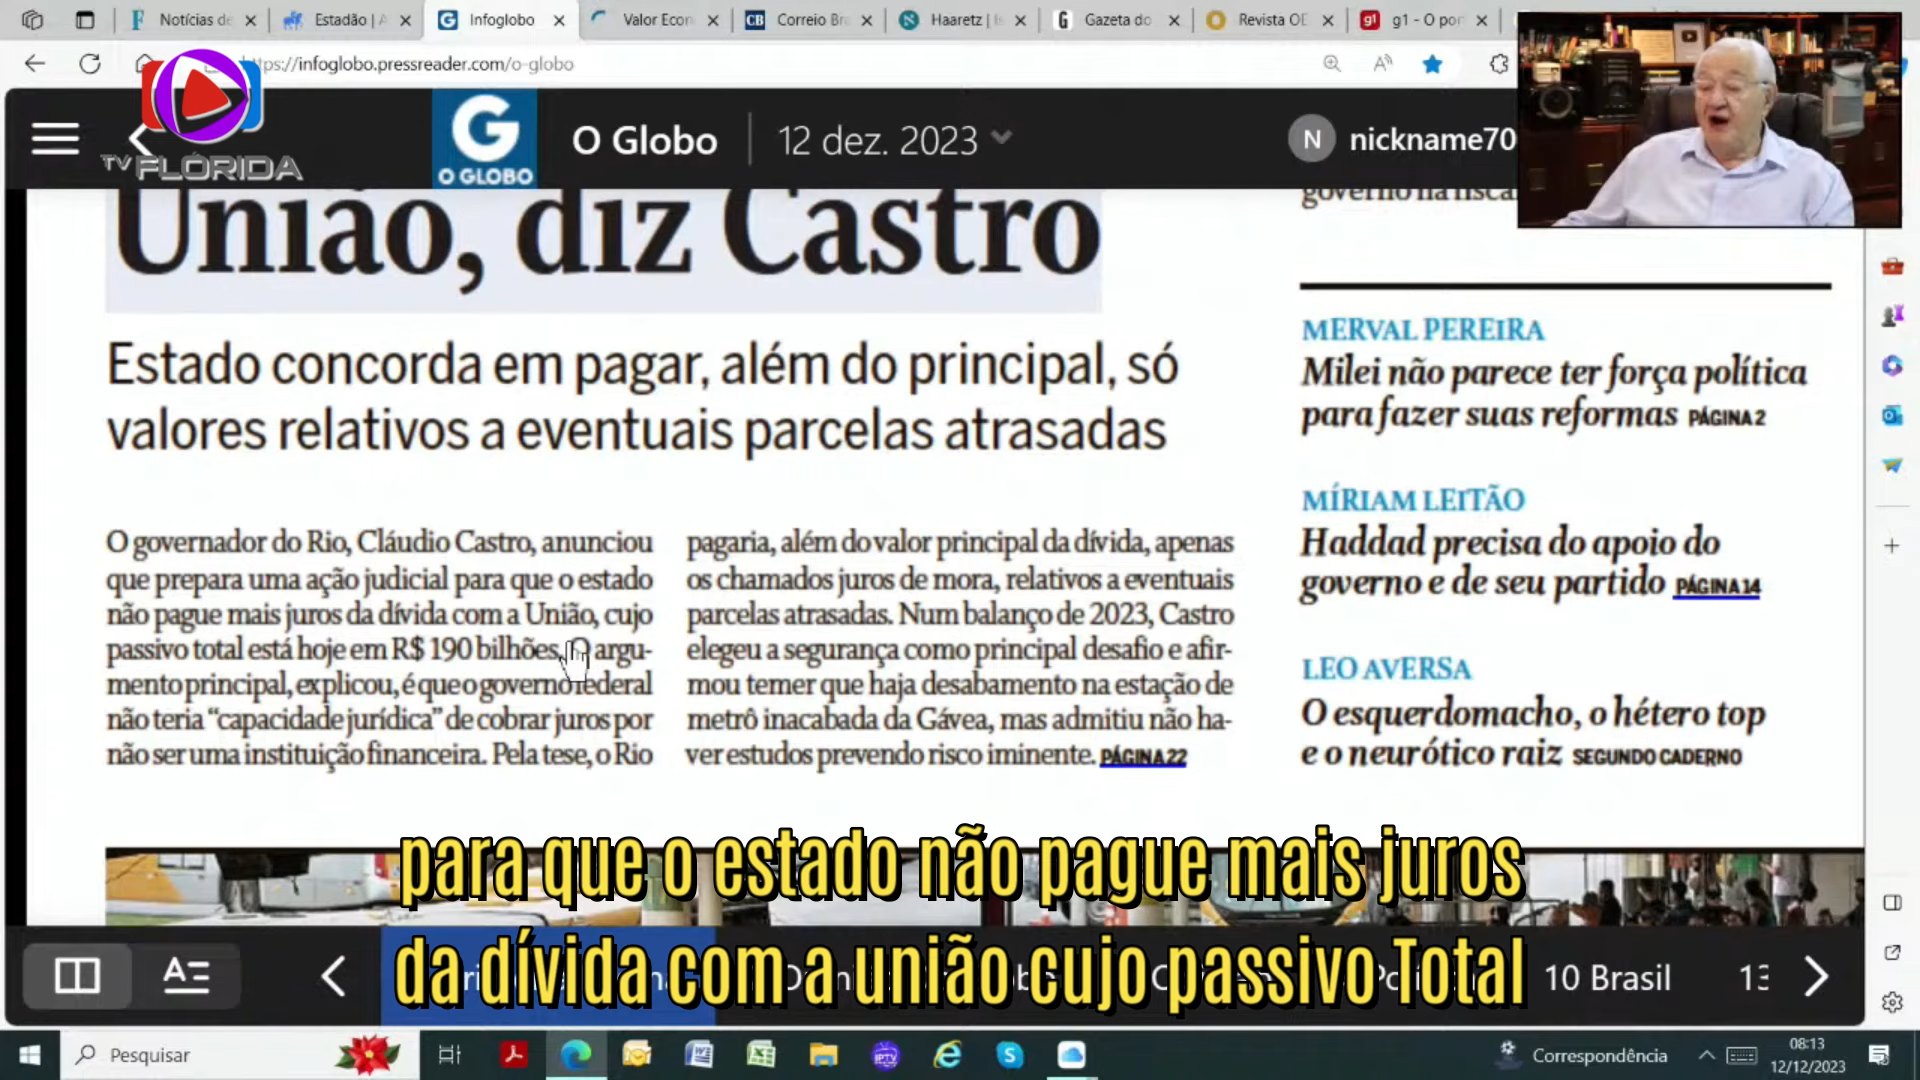 Notícias de
Estadão | A
Infoglobo
Valor Econ
Correio Br
Haaretz | Is
Gazeta do
Revista OE
g1 - O por
https://infoglobo.pressreader.com/o-globo
TV FLÓRIDA
O GLOBO
O Globo
12 dez. 2023
N
nickname70
União, diz Castro
Estado concorda em pagar, além do principal, só
valores relativos a eventuais parcelas atrasadas
O governador do Rio, Cláudio Castro, anunciou
que prepara uma ação judicial para que o estado
não pague mais juros da dívida com a União, cujo
passivo total está hoje em R$ 190 bilhões. O argu-
mento principal, explicou, é que o governo federal
não teria “capacidade jurídica” de cobrar juros por
não ser uma instituição financeira. Pela tese, o Rio
pagaria, além do valor principal da dívida, apenas
os chamados juros de mora, relativos a eventuais
parcelas atrasadas. Num balanço de 2023, Castro
elegeu a segurança como principal desafio e afir-
mou temer que haja desabamento na estação de
metrô inacabada da Gávea, mas admitiu não ha-
ver estudos prevendo risco iminente. PÁGINA 22
governo na fisca
MERVAL PEREIRA
Milei não parece ter força política
para fazer suas reformas PÁGINA 2
MÍRIAM LEITÃO
Haddad precisa do apoio do
governo e de seu partido PÁGINA 14
LEO AVERSA
O esquerdomacho, o hétero top
e o neurótico raiz SEGUNDO CADERNO
para que o estado não pague mais juros
da dívida com a união cujo passivo Total
10 Brasil
13
Pesquisar
IPTV
Correspondência
08:13
12/12/2023